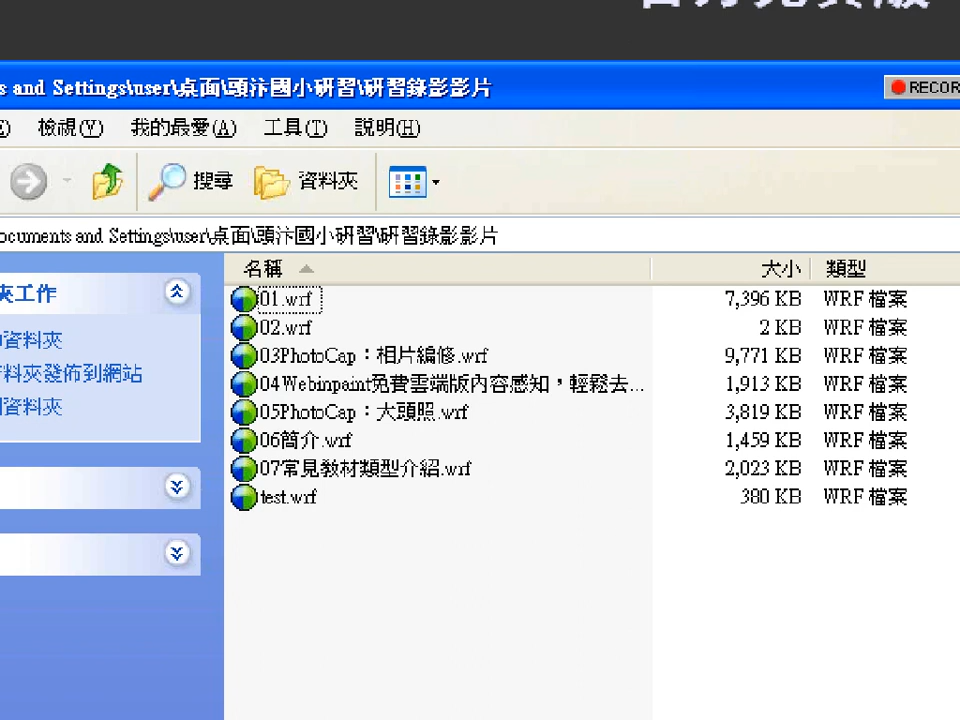 s and Settings\user\桌面\頭汴國小研習\研習錄影影片
RECOR
檢視(Y) 我的最愛(A) 工具(T) 說明(H)
搜尋 資料夾
ocuments and Settings\user\桌面\頭汴國小研習\研習錄影影片
名稱 大小 類型
夾工作
資料夾
資料夾發佈到網站
資料夾
01.wrf 7,396 KB WRF 檔案
02.wrf 2 KB WRF 檔案
03PhotoCap：相片編修.wrf 9,771 KB WRF 檔案
04Webinpaint免費雲端版內容感知，輕鬆去... 1,913 KB WRF 檔案
05PhotoCap：大頭照.wrf 3,819 KB WRF 檔案
06簡介.wrf 1,459 KB WRF 檔案
07常見教材類型介紹.wrf 2,023 KB WRF 檔案
test.wrf 380 KB WRF 檔案